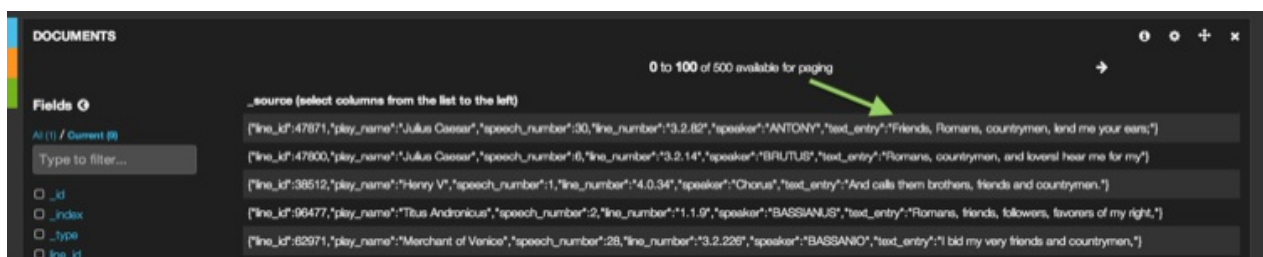 DOCUMENTS
0 to 100 of 500 available for paging
Fields
_source (select columns from the list to the left)
All (1) / Current (9)
Type to filter...
_id
_index
_type
line_id
{"line_id":47871,"play_name":"Julius Caesar","speech_number":30,"line_number":"3.2.82","speaker":"ANTONY","text_entry":"Friends, Romans, countrymen, lend me your ears;"}
{"line_id":47800,"play_name":"Julius Caesar","speech_number":6,"line_number":"3.2.14","speaker":"BRUTUS","text_entry":"Romans, countrymen, and lovers! hear me for my"}
{"line_id":38512,"play_name":"Henry V","speech_number":1,"line_number":"4.0.34","speaker":"Chorus","text_entry":"And calls them brothers, friends and countrymen."}
{"line_id":96477,"play_name":"Titus Andronicus","speech_number":2,"line_number":"1.1.9","speaker":"BASSIANUS","text_entry":"Romans, friends, followers, favorers of my right,"}
{"line_id":62971,"play_name":"Merchant of Venice","speech_number":28,"line_number":"3.2.226","speaker":"BASSANIO","text_entry":"I bid my very friends and countrymen,"}